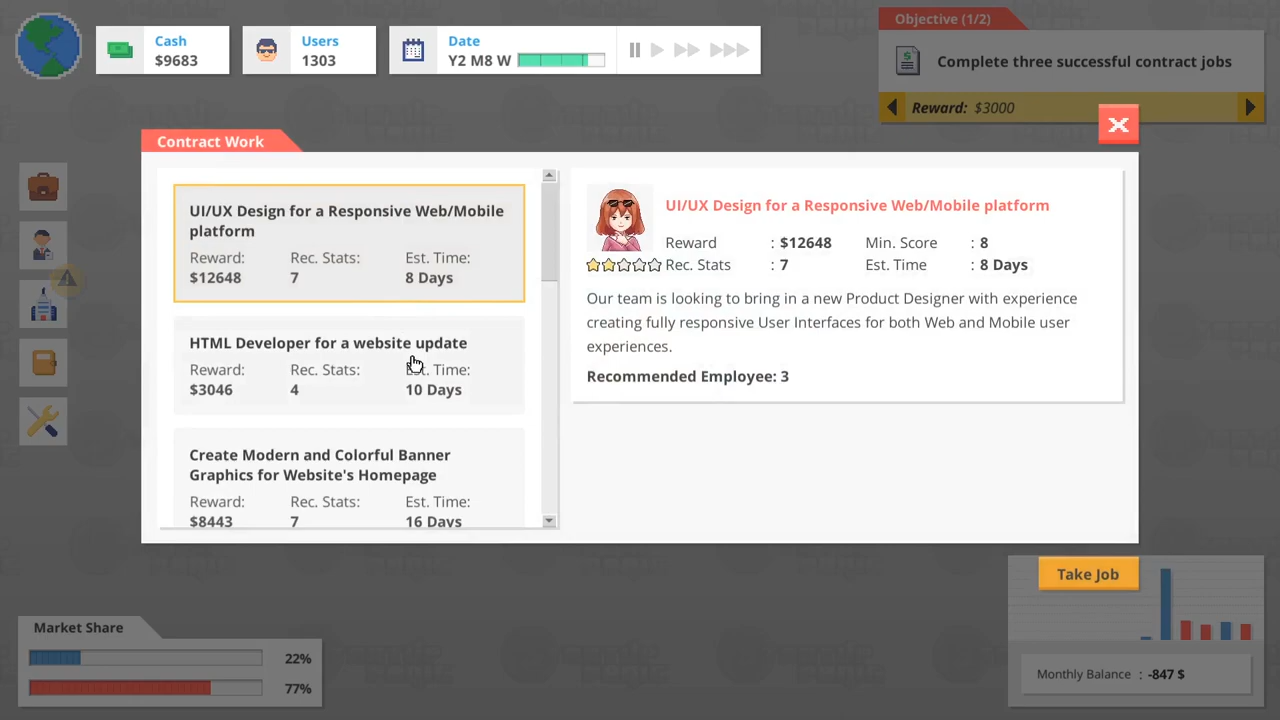 Cash
$9683
Users
1303
Date
Y2 M8 W
Objective (1/2)
Complete three successful contract jobs
Reward: $3000
Contract Work
UI/UX Design for a Responsive Web/Mobile
platform
Reward: Rec. Stats: Est. Time:
$12648 7 8 Days
HTML Developer for a website update
Reward: Rec. Stats: Est. Time:
$3046 4 10 Days
Create Modern and Colorful Banner
Graphics for Website's Homepage
Reward: Rec. Stats: Est. Time:
$8443 7 16 Days
UI/UX Design for a Responsive Web/Mobile platform
Reward : $12648 Min. Score : 8
Rec. Stats : 7 Est. Time : 8 Days
Our team is looking to bring in a new Product Designer with experience
creating fully responsive User Interfaces for both Web and Mobile user
experiences.
Recommended Employee: 3
Take Job
Market Share
22%
77%
Monthly Balance : -847 $